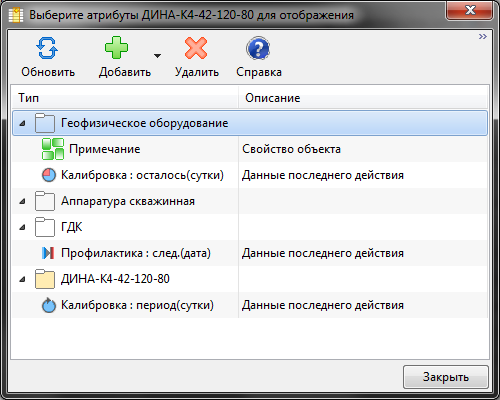 Выберите атрибуты ДИНА-К4-42-120-80 для отображения
Обновить Добавить Удалить Справка
Тип Описание
Геофизическое оборудование
Примечание Свойство объекта
Калибровка : осталось(сутки) Данные последнего действия
Аппаратура скважинная
ГДК
Профилактика : след.(дата) Данные последнего действия
ДИНА-К4-42-120-80
Калибровка : период(сутки) Данные последнего действия
Закрыть